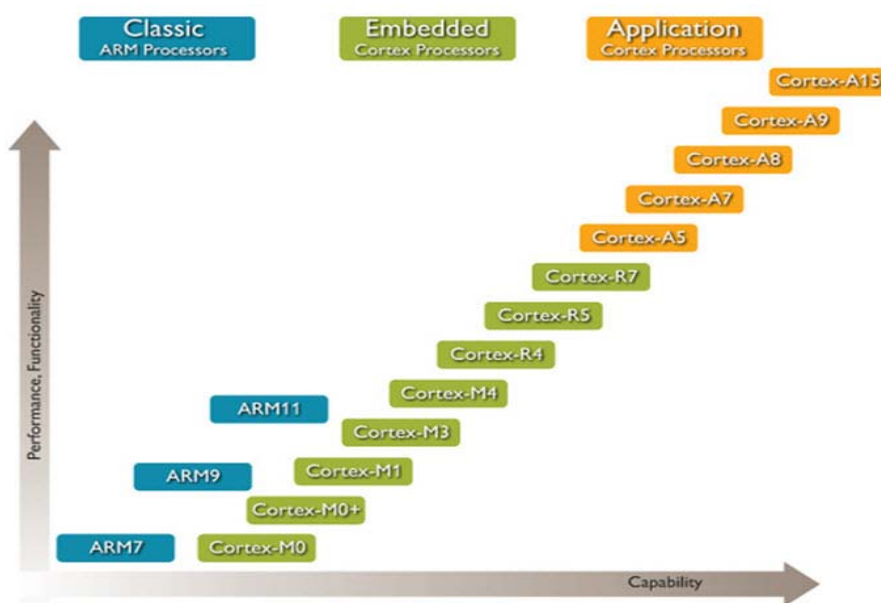 Classic
ARM Processors
Embedded
Cortex Processors
Application
Cortex Processors
Cortex-A15
Cortex-A9
Cortex-A8
Cortex-A7
Cortex-A5
Cortex-R7
Cortex-R5
Cortex-R4
Cortex-M4
ARM11
Cortex-M3
Cortex-M1
ARM9
Cortex-M0+
ARM7
Cortex-M0
Performance, Functionality
Capability